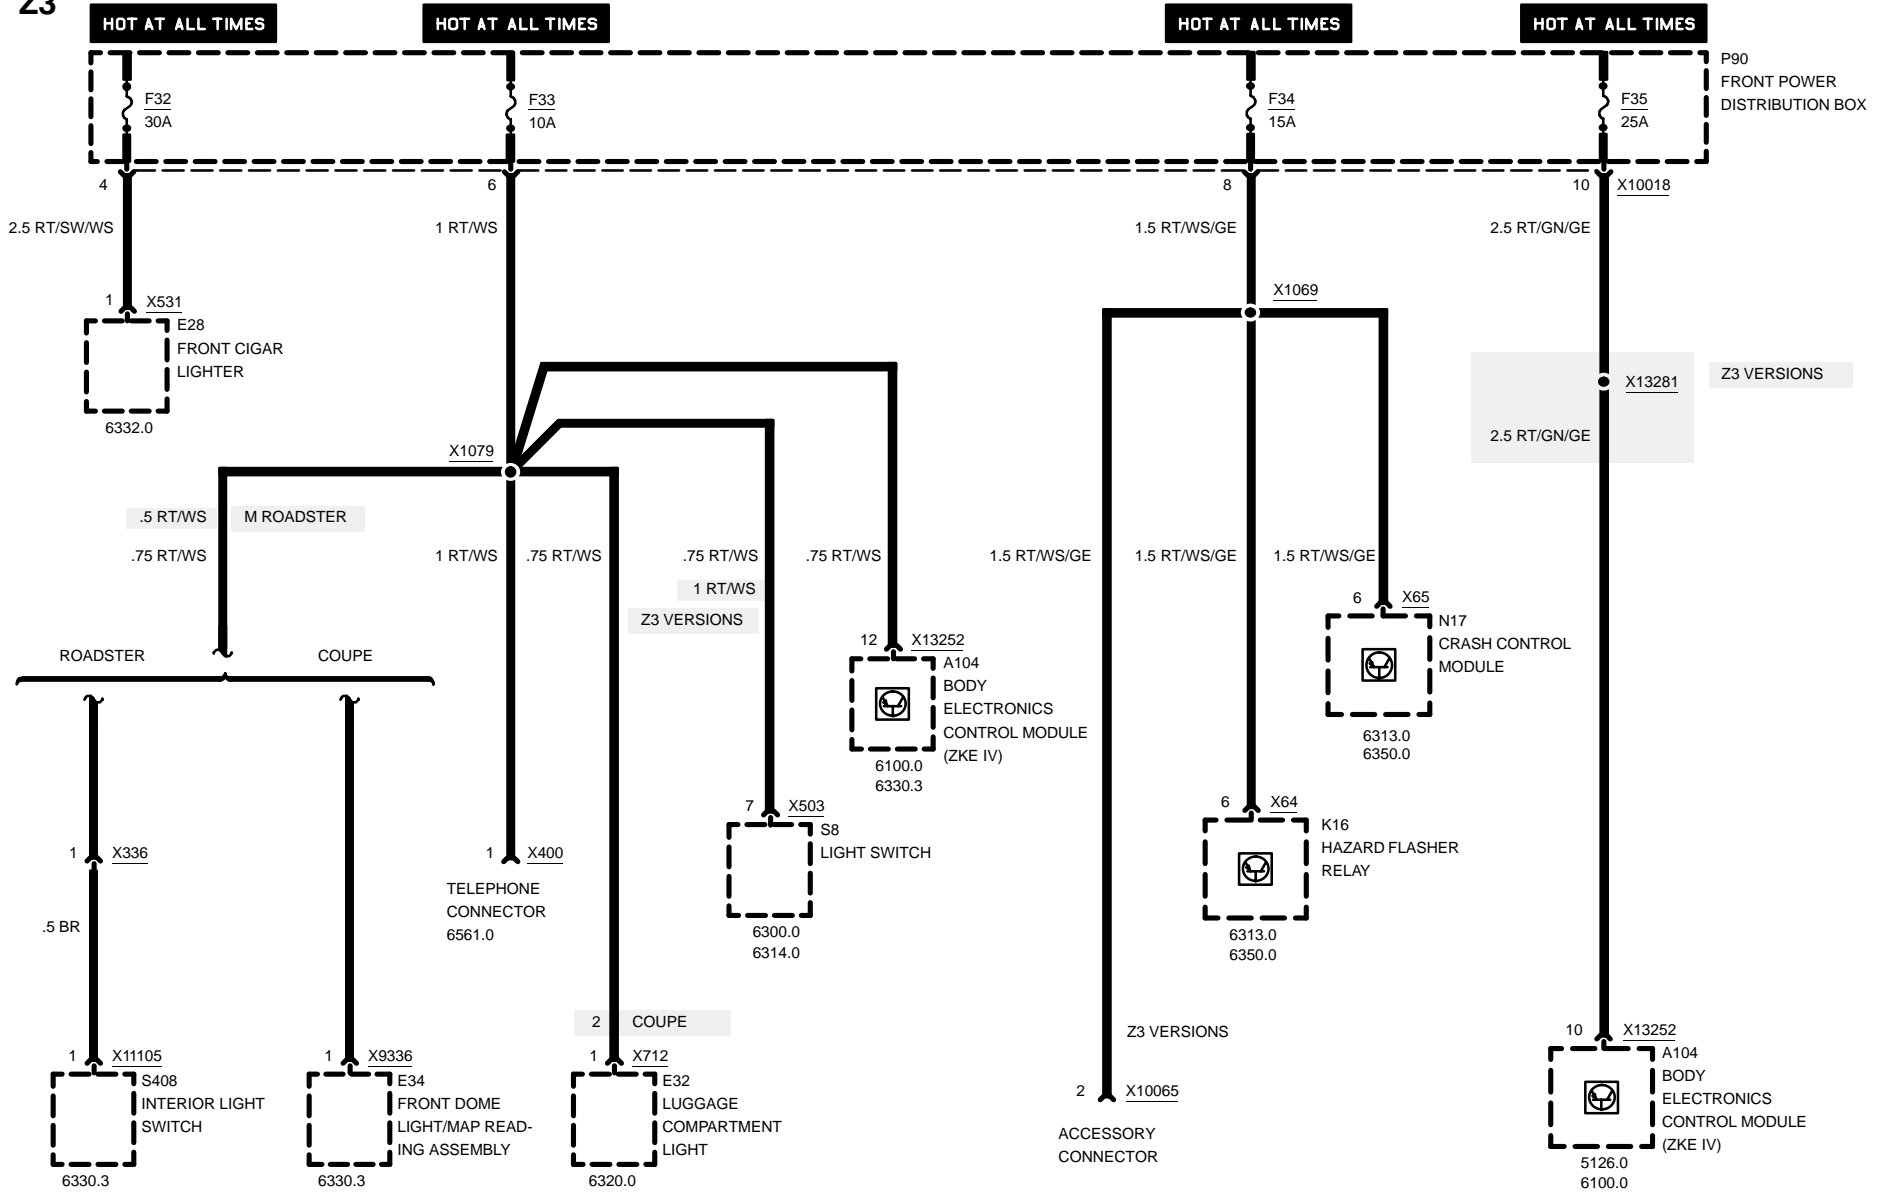 Z3
HOT AT ALL TIMES
HOT AT ALL TIMES
HOT AT ALL TIMES
HOT AT ALL TIMES
P90
FRONT POWER
DISTRIBUTION BOX
F32
30A
F33
10A
F34
15A
F35
25A
4
6
8
10
X10018
2.5 RT/SW/WS
1 RT/WS
1.5 RT/WS/GE
2.5 RT/GN/GE
1
X531
E28
FRONT CIGAR
LIGHTER
6332.0
X1069
X13281
Z3 VERSIONS
2.5 RT/GN/GE
X1079
.5 RT/WS
M ROADSTER
.75 RT/WS
1 RT/WS
.75 RT/WS
.75 RT/WS
1 RT/WS
Z3 VERSIONS
.75 RT/WS
1.5 RT/WS/GE
1.5 RT/WS/GE
1.5 RT/WS/GE
6
X65
N17
CRASH CONTROL
MODULE
6313.0
6350.0
12
X13252
A104
BODY
ELECTRONICS
CONTROL MODULE
(ZKE IV)
6100.0
6330.3
ROADSTER
COUPE
7
X503
S8
LIGHT SWITCH
6300.0
6314.0
6
X64
K16
HAZARD FLASHER
RELAY
6313.0
6350.0
1
X336
.5 BR
1
X400
TELEPHONE
CONNECTOR
6561.0
2
COUPE
1
X11105
S408
INTERIOR LIGHT
SWITCH
6330.3
1
X9336
E34
FRONT DOME
LIGHT/MAP READ-
ING ASSEMBLY
6330.3
1
X712
E32
LUGGAGE
COMPARTMENT
LIGHT
6320.0
Z3 VERSIONS
2
X10065
ACCESSORY
CONNECTOR
10
X13252
A104
BODY
ELECTRONICS
CONTROL MODULE
(ZKE IV)
5126.0
6100.0